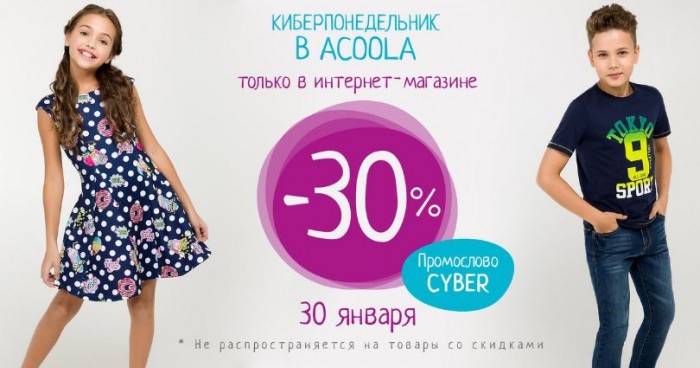 КИБЕРПОНЕДЕЛЬНИК
В ACOOLA
только в интернет-магазине
-30%
Промослово
CYBER
30 января
* Не распространяется на товары со скидками
TOKYO
9
SPORT